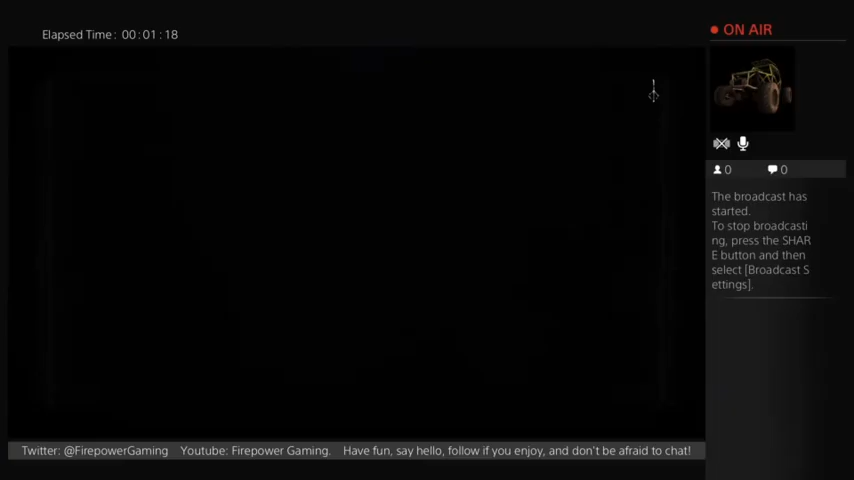 Elapsed Time: 00:01:18
ON AIR
0 0
The broadcast has
started.
To stop broadcasti
ng, press the SHAR
E button and then
select [Broadcast S
ettings].
Twitter: @FirepowerGaming Youtube: Firepower Gaming. Have fun, say hello, follow if you enjoy, and don't be afraid to chat!